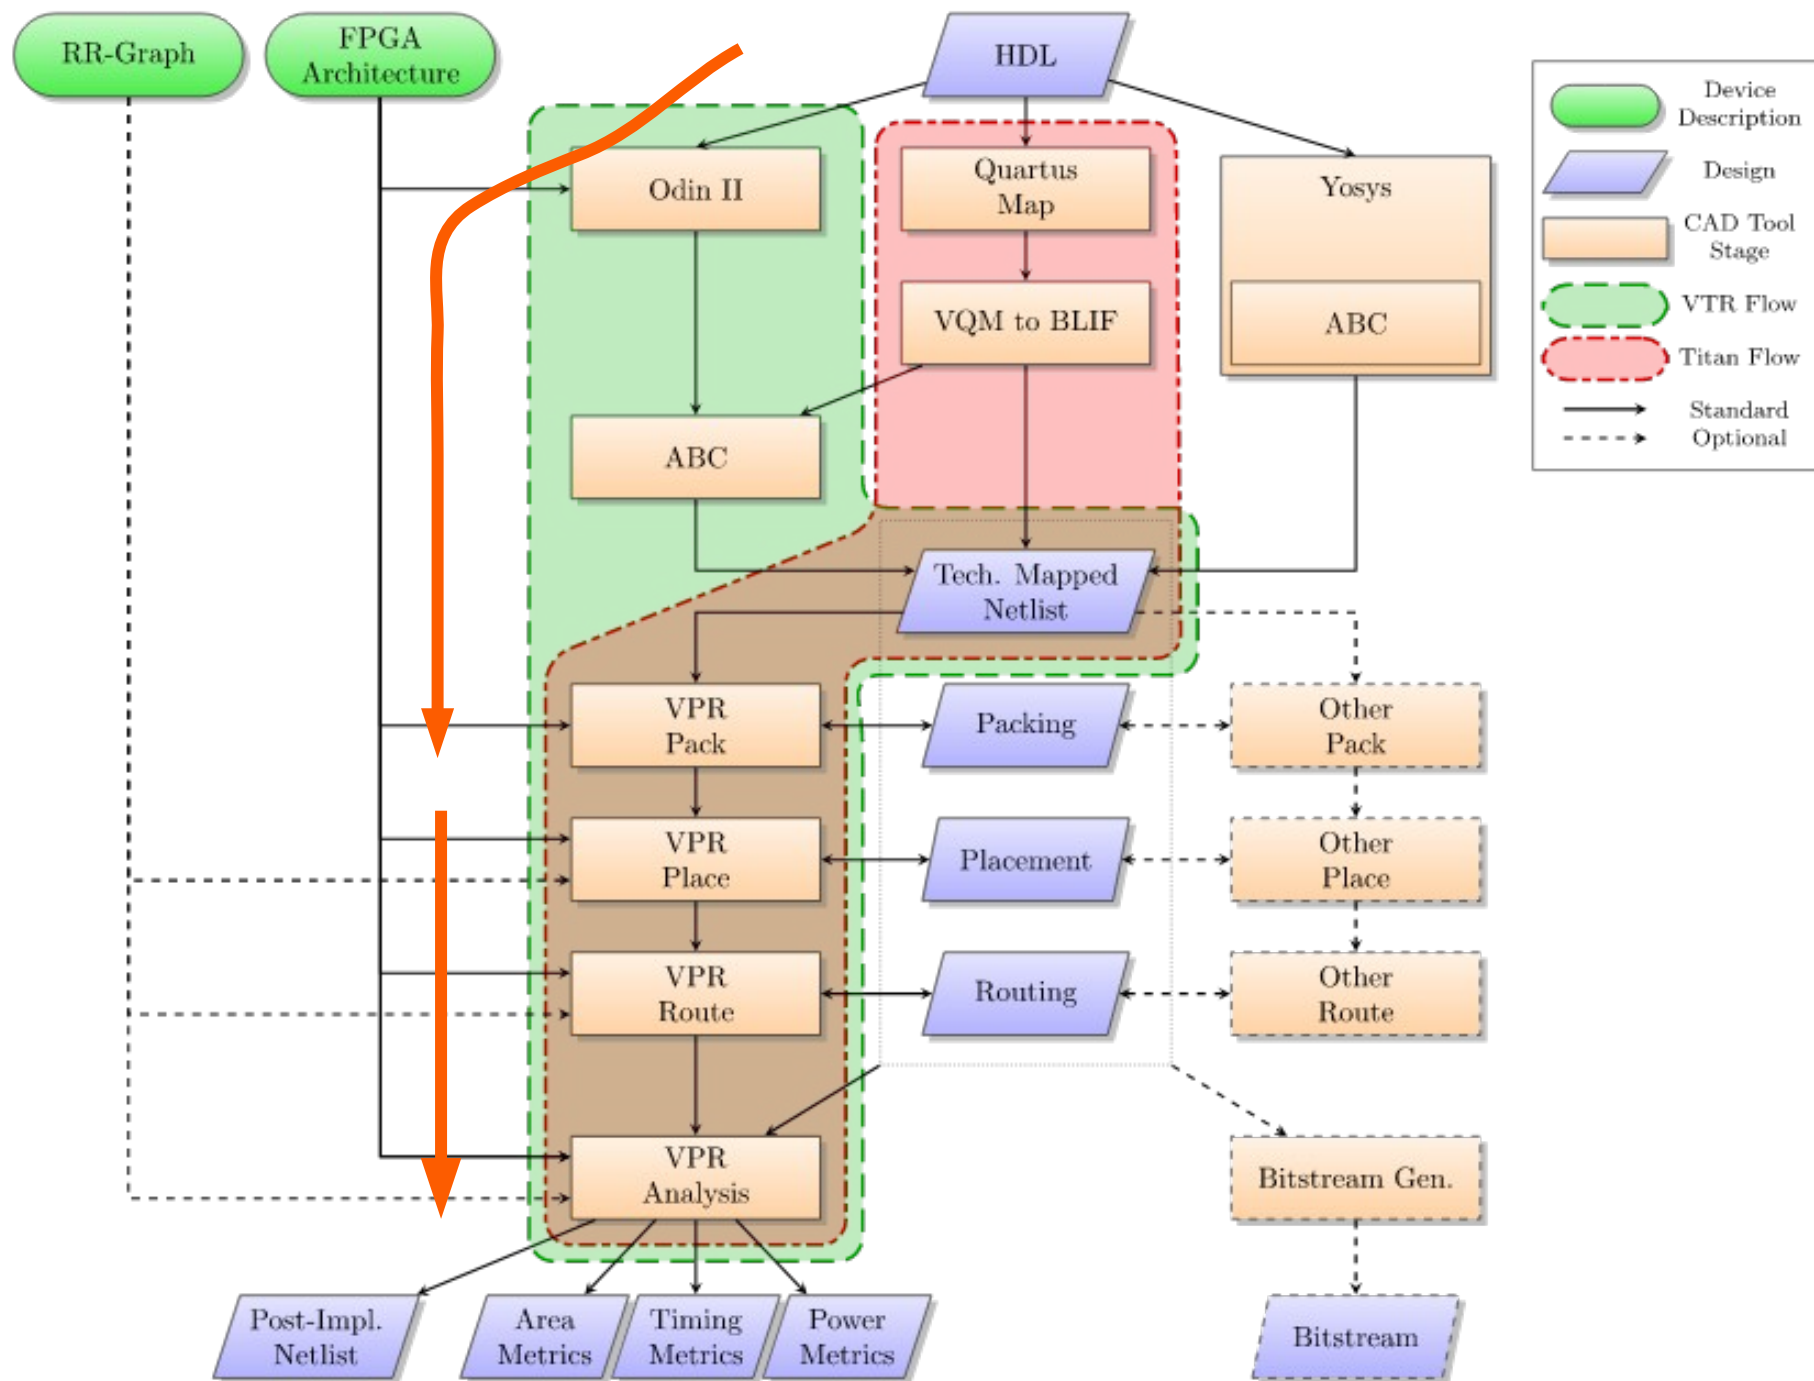 RR-Graph
FPGA
Architecture
HDL
Device
Description
Design
CAD Tool
Stage
VTR Flow
Titan Flow
Standard
Optional
Odin II
Quartus
Map
Yosys
VQM to BLIF
ABC
ABC
Tech. Mapped
Netlist
VPR
Pack
Packing
Other
Pack
VPR
Place
Placement
Other
Place
VPR
Route
Routing
Other
Route
VPR
Analysis
Bitstream Gen.
Post-Impl.
Netlist
Area
Metrics
Timing
Metrics
Power
Metrics
Bitstream